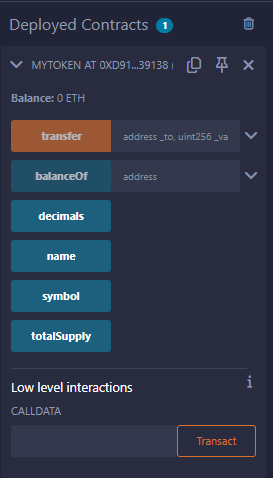 Deployed Contracts 1
MYTOKEN AT 0XD91...39138 (
Balance: 0 ETH
transfer address _to, uint256 _va
balanceOf address
decimals
name
symbol
totalSupply
Low level interactions i
CALLDATA
Transact